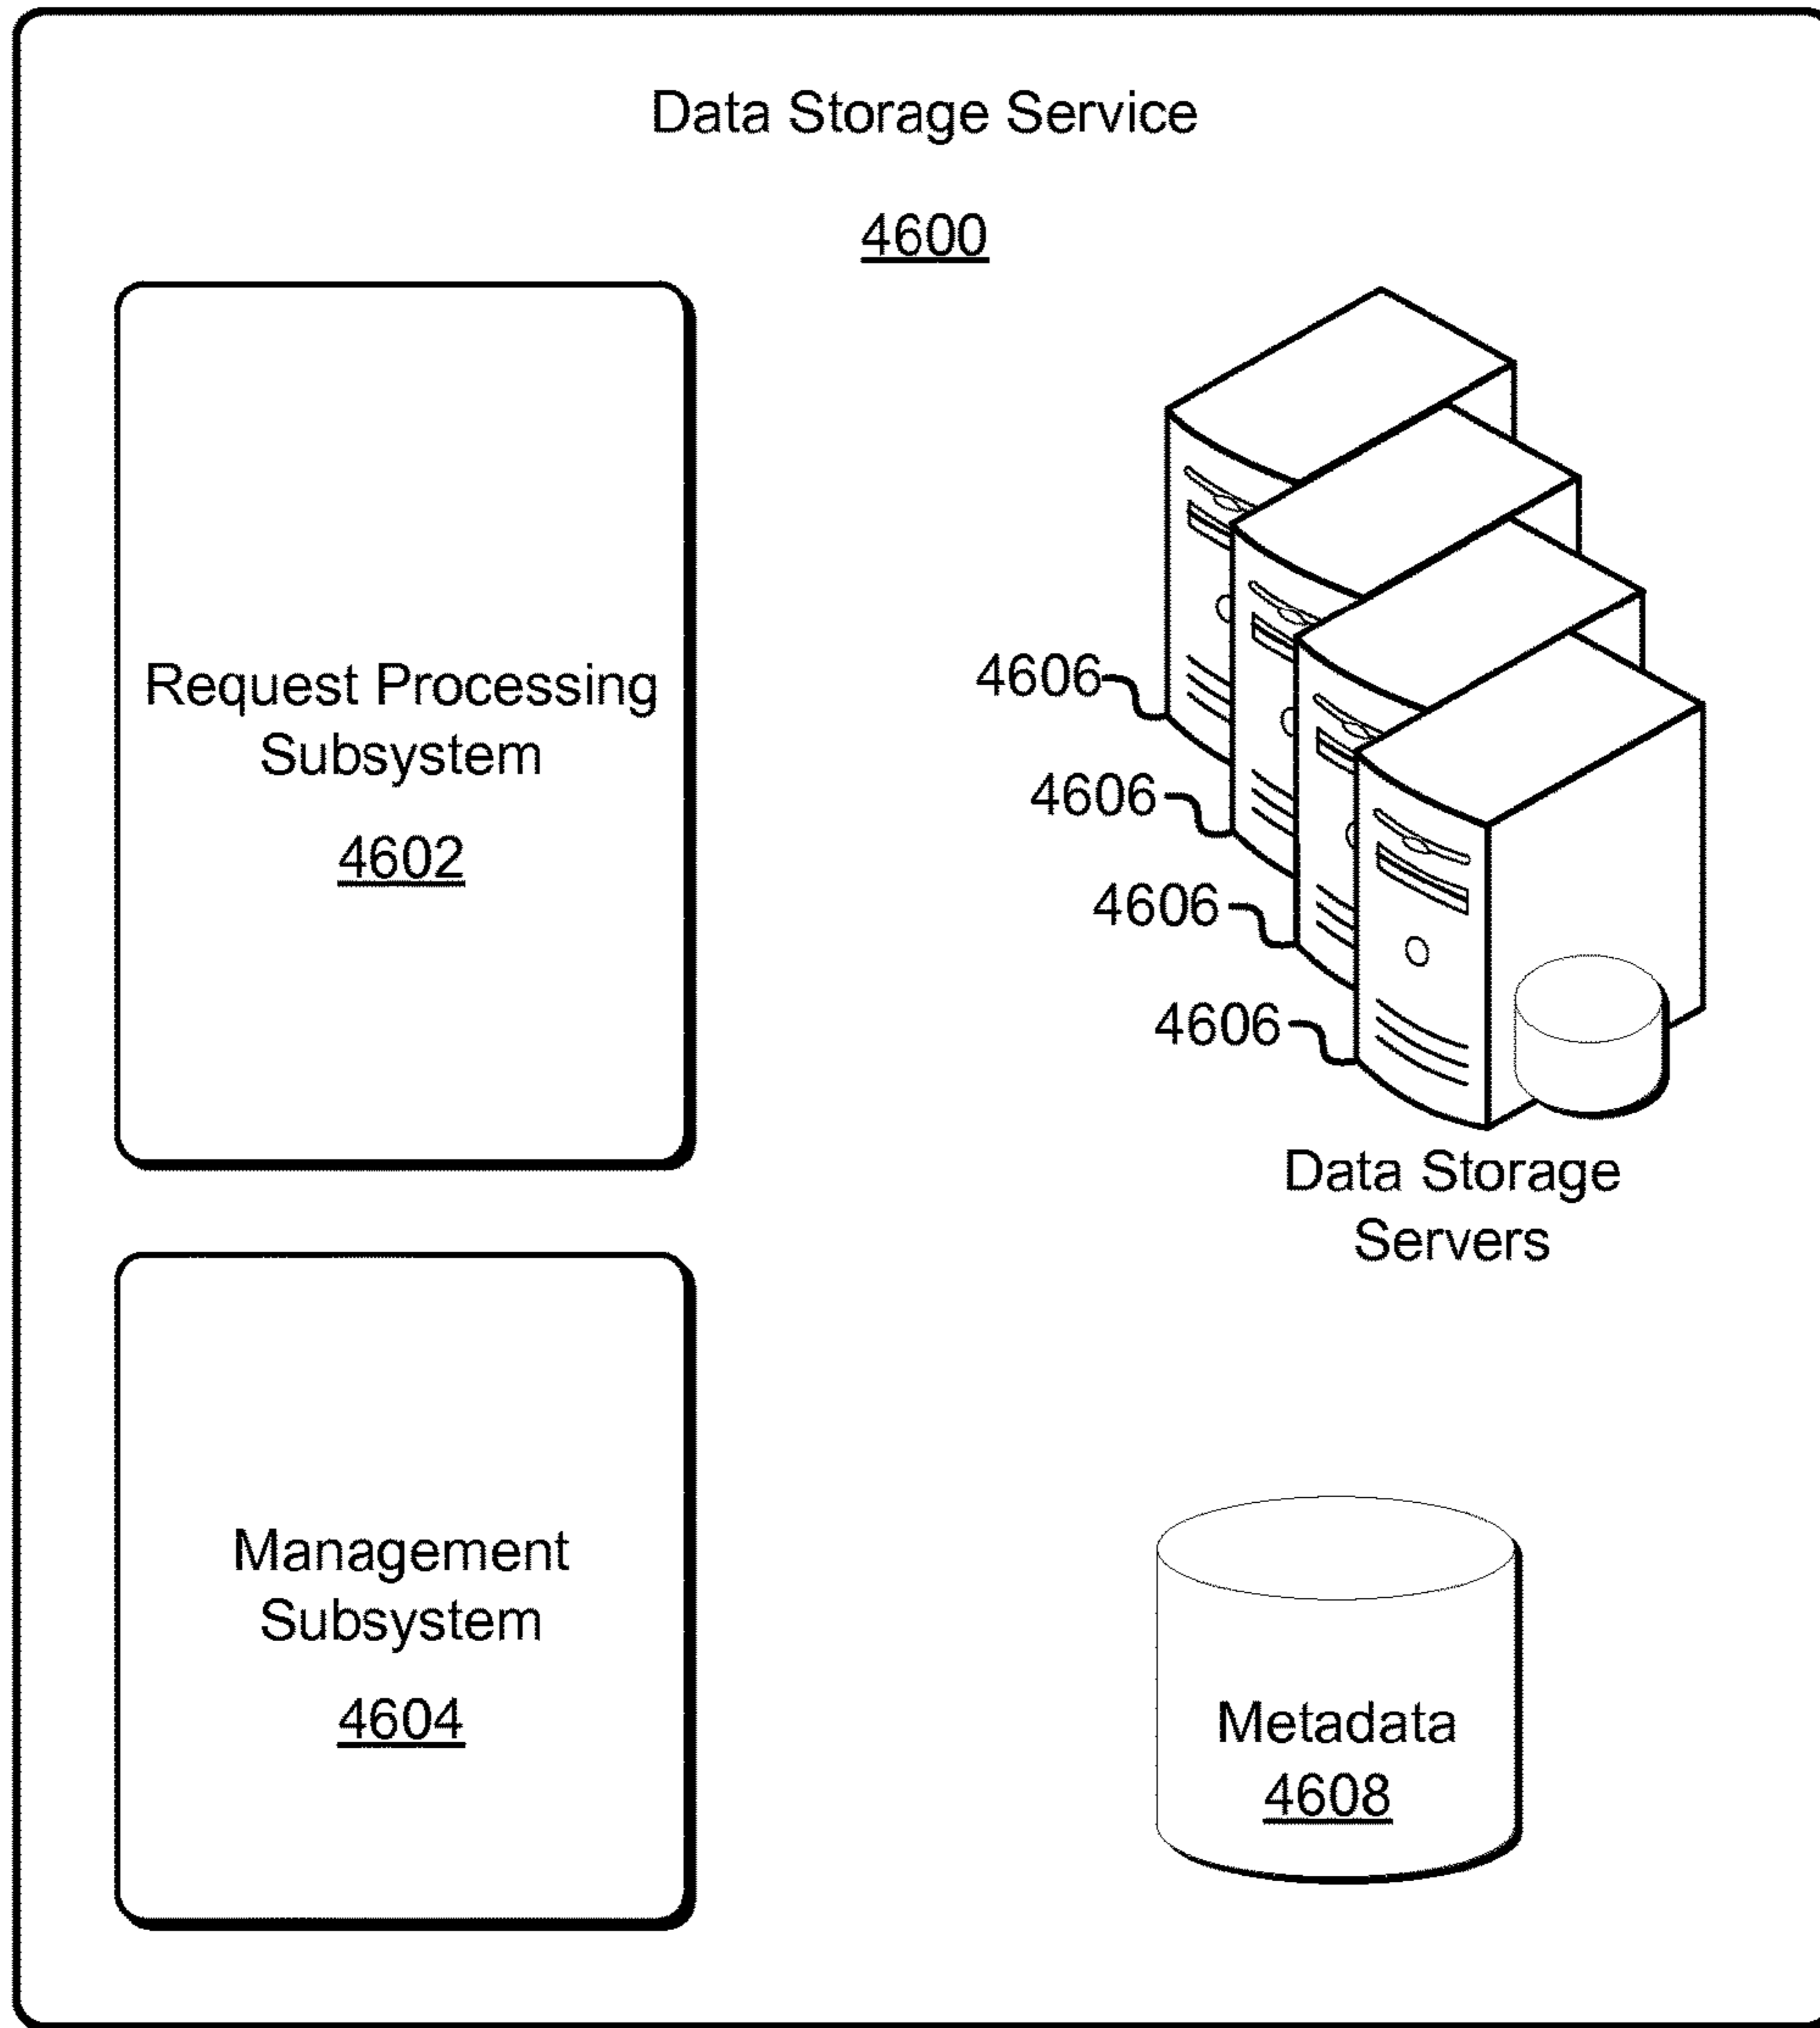 Data Storage Service
4600
Request Processing
Subsystem
4602
4606
4606
4606
4606
Data Storage
Servers
Management
Subsystem
4604
Metadata
4608